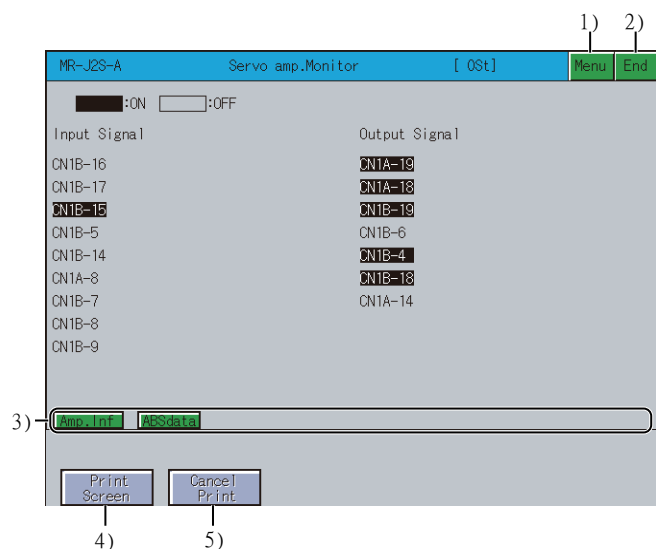 1) 2)
MR-J2S-A Servo amp.Monitor [ OSt] Menu End
:ON :OFF
Input Signal Output Signal
CN1B-16 CN1A-19
CN1B-17 CN1A-18
CN1B-15 CN1B-19
CN1B-5 CN1B-6
CN1B-14 CN1B-4
CN1A-8 CN1B-18
CN1B-7 CN1A-14
CN1B-8
CN1B-9
3) Amp.Inf ABSdata
Print Cancel
Screen Print
4) 5)